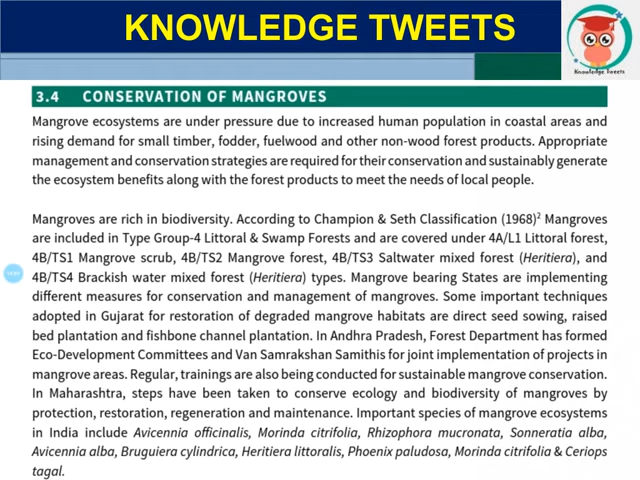 KNOWLEDGE TWEETS
Knowledge Tweets
3.4 CONSERVATION OF MANGROVES
Mangrove ecosystems are under pressure due to increased human population in coastal areas and
rising demand for small timber, fodder, fuelwood and other non-wood forest products. Appropriate
management and conservation strategies are required for their conservation and sustainably generate
the ecosystem benefits along with the forest products to meet the needs of local people.
Mangroves are rich in biodiversity. According to Champion & Seth Classification (1968)² Mangroves
are included in Type Group-4 Littoral & Swamp Forests and are covered under 4A/L1 Littoral forest,
4B/TS1 Mangrove scrub, 4B/TS2 Mangrove forest, 4B/TS3 Saltwater mixed forest (Heritiera), and
4B/TS4 Brackish water mixed forest (Heritiera) types. Mangrove bearing States are implementing
different measures for conservation and management of mangroves. Some important techniques
adopted in Gujarat for restoration of degraded mangrove habitats are direct seed sowing, raised
bed plantation and fishbone channel plantation. In Andhra Pradesh, Forest Department has formed
Eco-Development Committees and Van Samrakshan Samithis for joint implementation of projects in
mangrove areas. Regular, trainings are also being conducted for sustainable mangrove conservation.
In Maharashtra, steps have been taken to conserve ecology and biodiversity of mangroves by
protection, restoration, regeneration and maintenance. Important species of mangrove ecosystems
in India include Avicennia officinalis, Morinda citrifolia, Rhizophora mucronata, Sonneratia alba,
Avicennia alba, Bruguiera cylindrica, Heritiera littoralis, Phoenix paludosa, Morinda citrifolia & Ceriops
tagal.